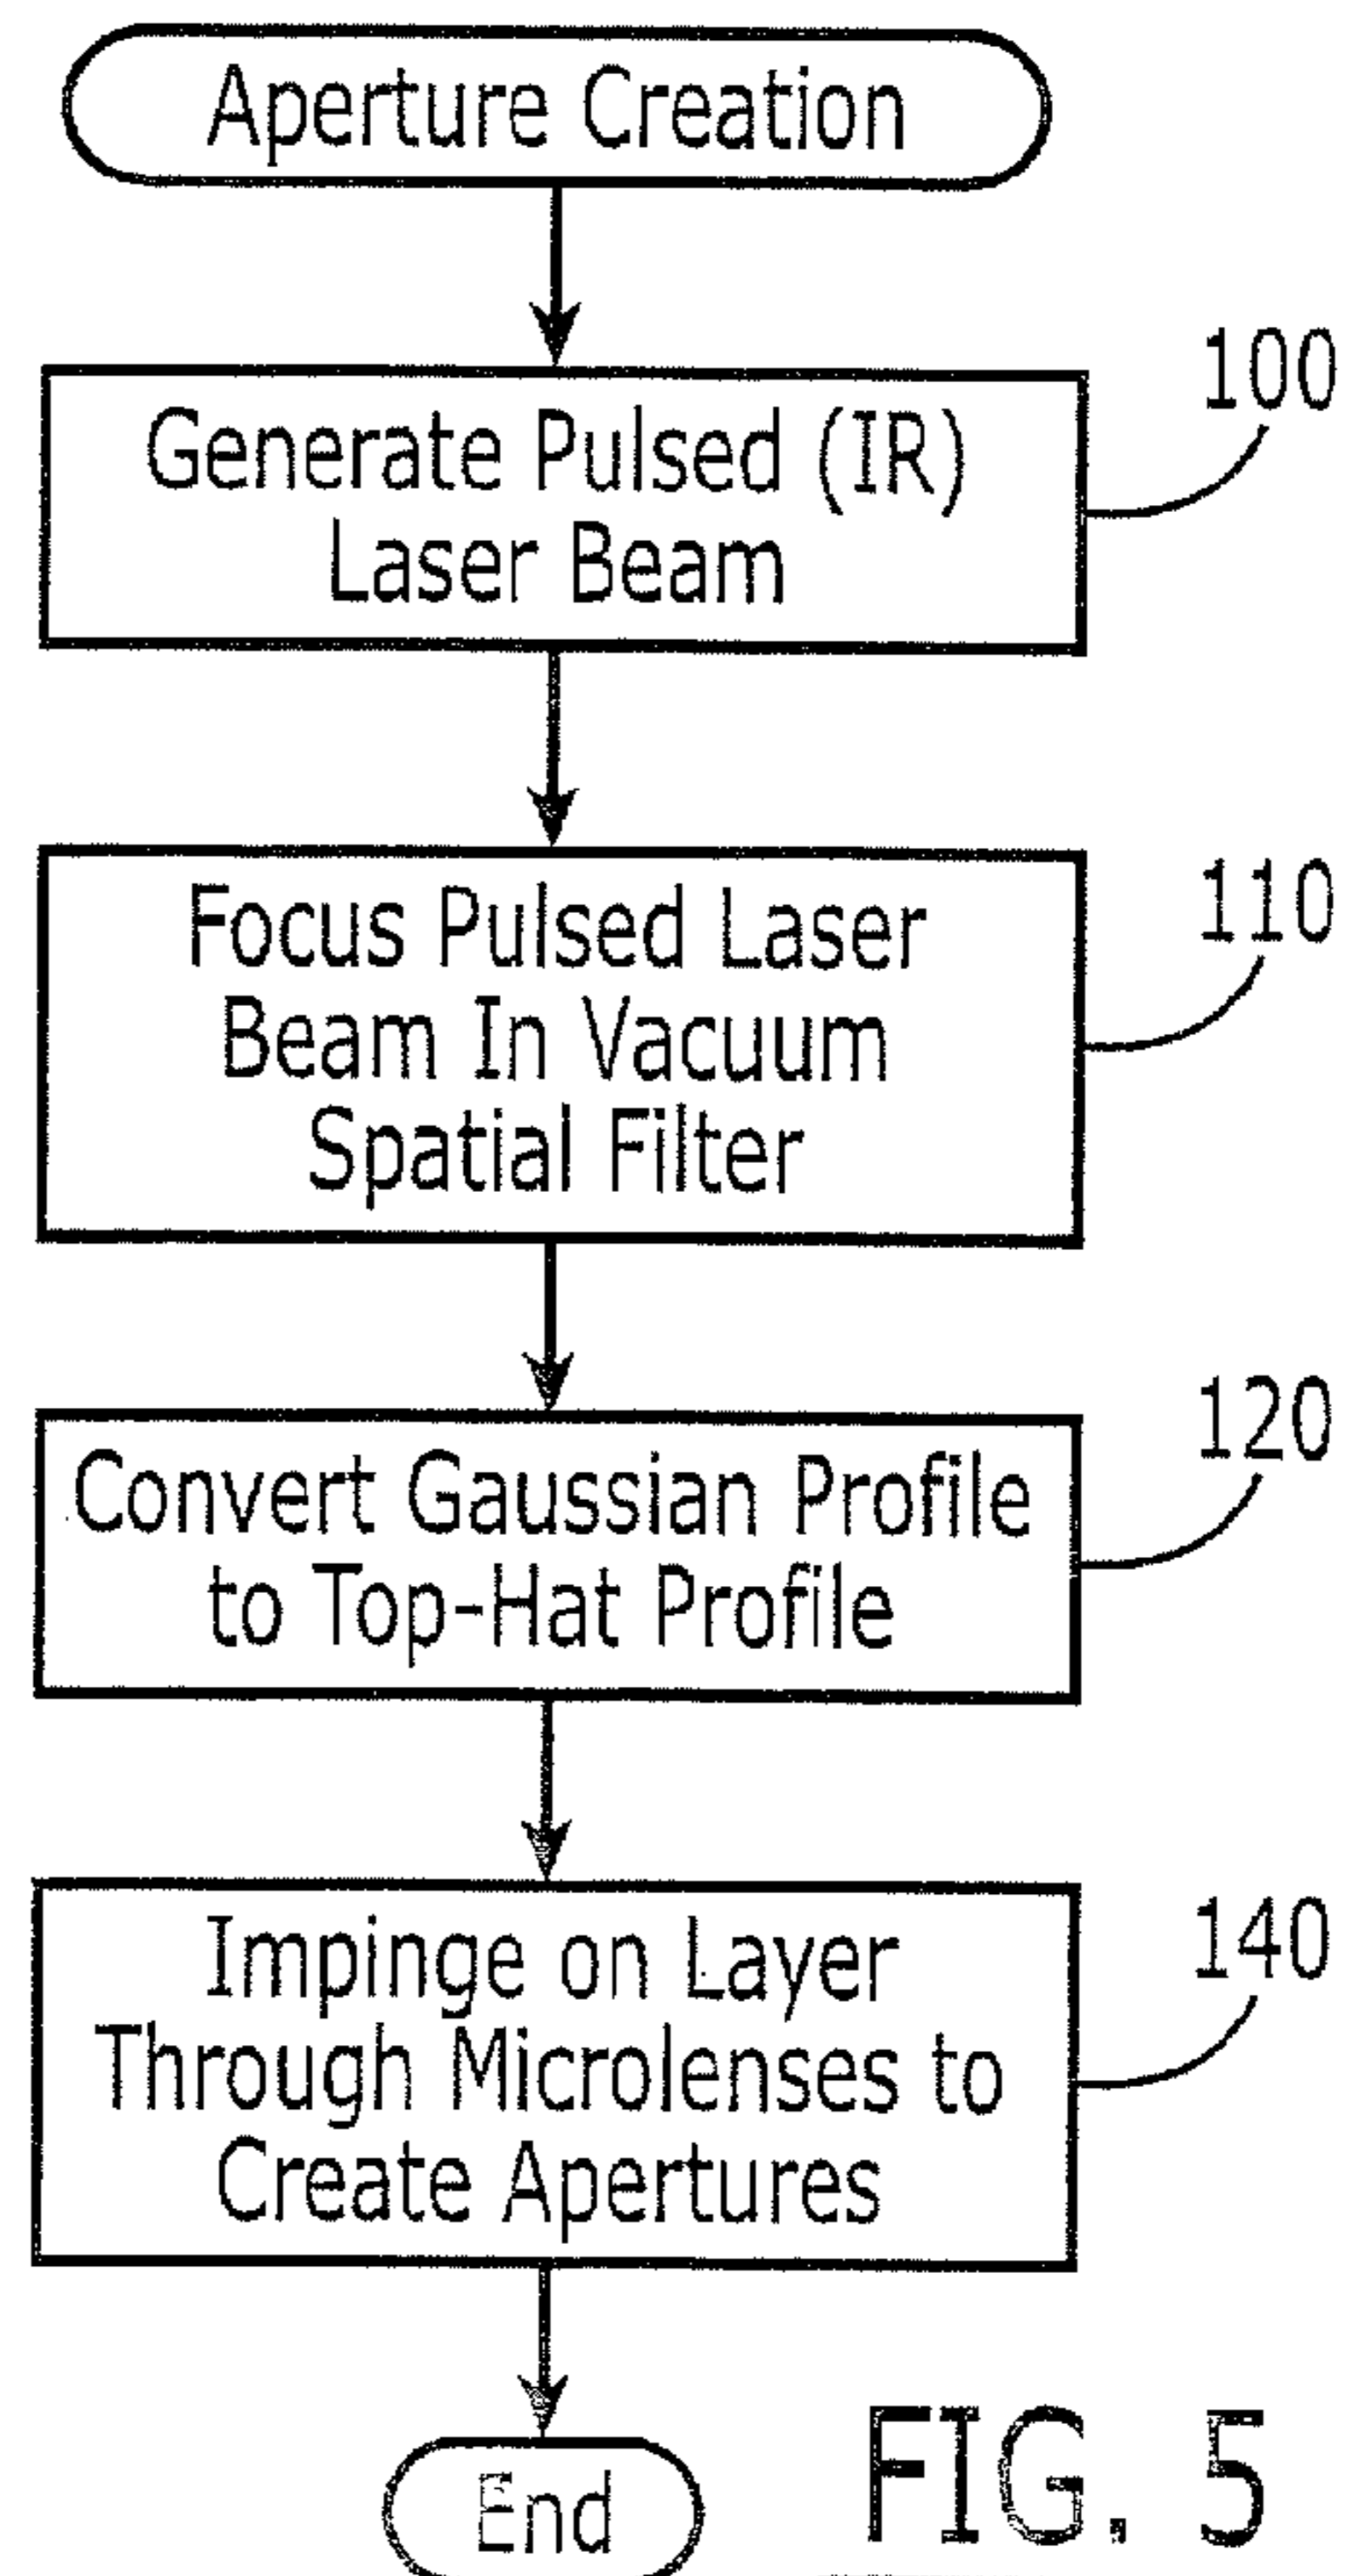 Aperture Creation
100
Generate Pulsed (IR)
Laser Beam
110
Focus Pulsed Laser
Beam In Vacuum
Spatial Filter
120
Convert Gaussian Profile
to Top-Hat Profile
140
Impinge on Layer
Through Microlenses to
Create Apertures
End
FIG. 5